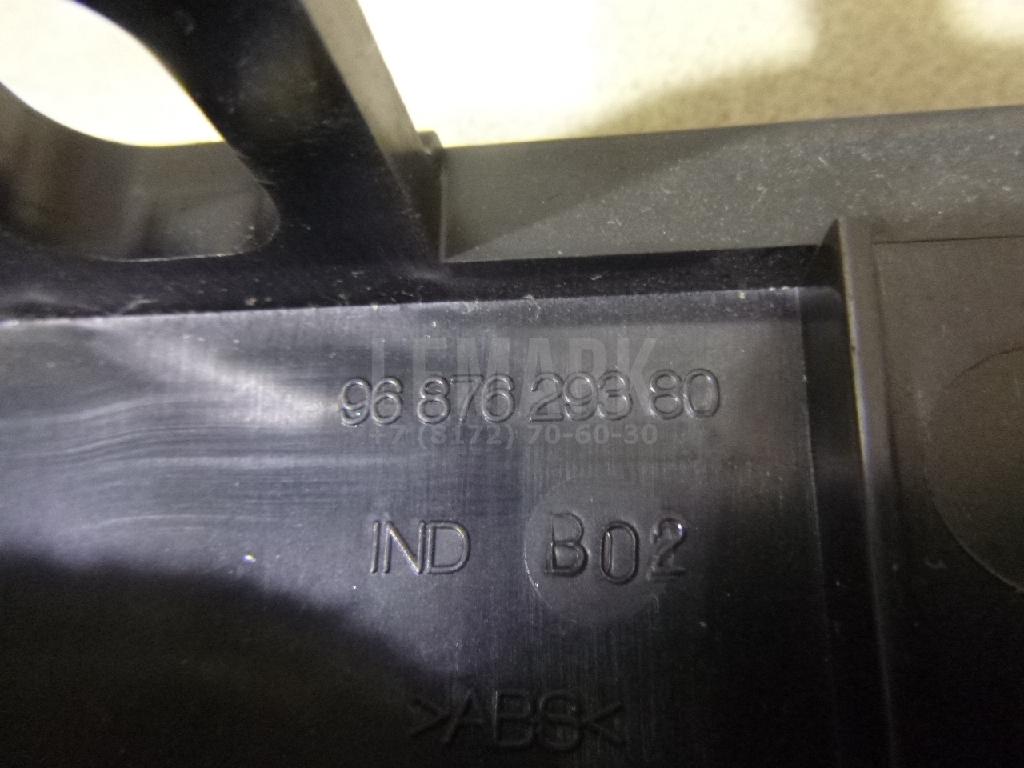 LEMARK
96 876 293 80
+7 (8172) 70-60-30
IND B02
>ABS<